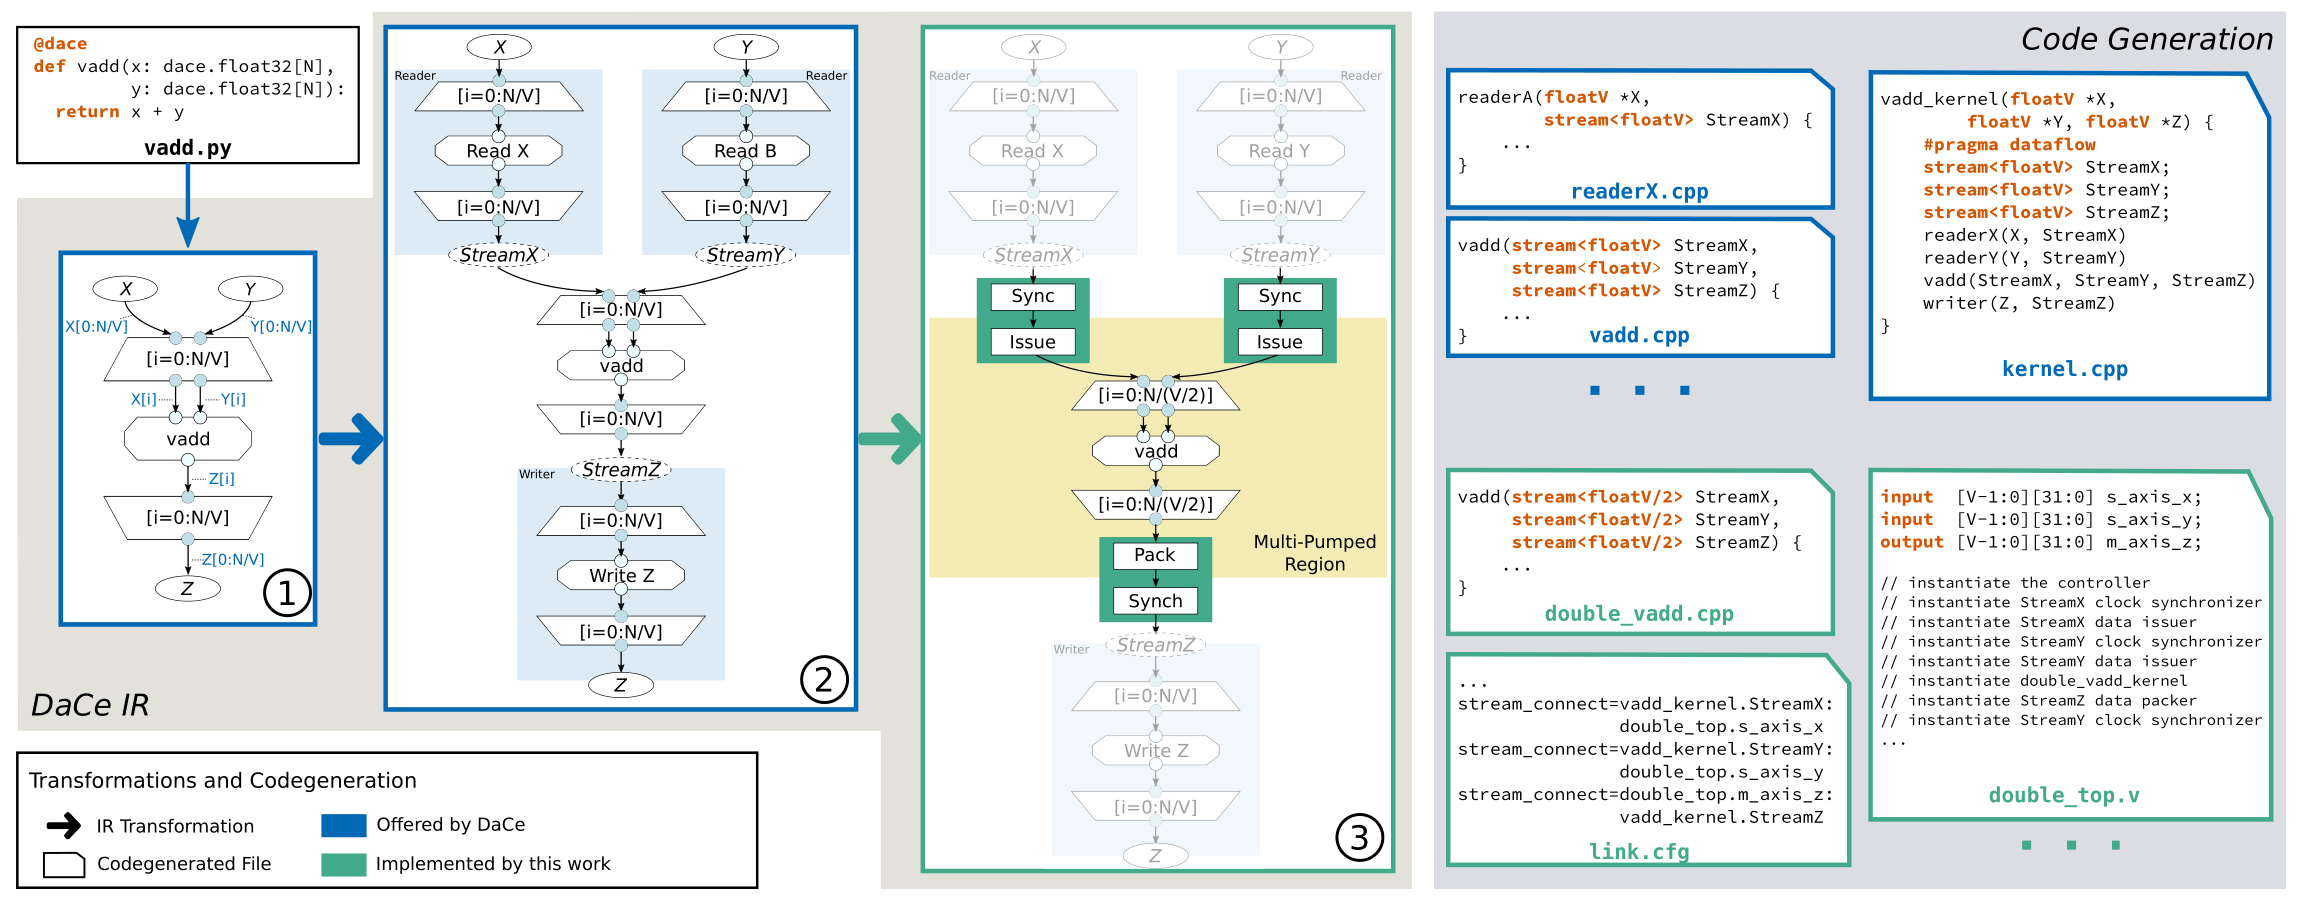 @dace
def vadd(x: dace.float32[N],
y: dace.float32[N]):
return x + y
vadd.py
X
Y
X[0:N/V]
Y[0:N/V]
[i=0:N/V]
X[i]
Y[i]
vadd
Z[i]
[i=0:N/V]
Z[0:N/V]
Z
1
DaCe IR
X
Y
Reader
Reader
[i=0:N/V]
[i=0:N/V]
Read X
Read B
[i=0:N/V]
[i=0:N/V]
StreamX
StreamY
[i=0:N/V]
vadd
[i=0:N/V]
StreamZ
Writer
[i=0:N/V]
Write Z
[i=0:N/V]
Z
2
X
Y
Reader
Reader
[i=0:N/V]
[i=0:N/V]
Read X
Read Y
[i=0:N/V]
[i=0:N/V]
StreamX
StreamY
Sync
Sync
Issue
Issue
[i=0:N/(V/2)]
vadd
[i=0:N/(V/2)]
Multi-Pumped
Region
Pack
Synch
StreamZ
Writer
[i=0:N/V]
Write Z
[i=0:N/V]
Z
3
Transformations and Codegeneration
IR Transformation
Offered by DaCe
Codegenerated File
Implemented by this work
Code Generation
readerA(floatV *X,
stream<floatV> StreamX) {
...
}
readerX.cpp
vadd(stream<floatV> StreamX,
stream<floatV> StreamY,
stream<floatV> StreamZ) {
...
}
vadd.cpp
vadd_kernel(floatV *X,
floatV *Y, floatV *Z) {
#pragma dataflow
stream<floatV> StreamX;
stream<floatV> StreamY;
stream<floatV> StreamZ;
readerX(X, StreamX)
readerY(Y, StreamY)
vadd(StreamX, StreamY, StreamZ)
writer(Z, StreamZ)
}
kernel.cpp
vadd(stream<floatV/2> StreamX,
stream<floatV/2> StreamY,
stream<floatV/2> StreamZ) {
...
}
double_vadd.cpp
...
stream_connect=vadd_kernel.StreamX:
double_top.s_axis_x
stream_connect=vadd_kernel.StreamY:
double_top.s_axis_y
stream_connect=double_top.m_axis_z:
vadd_kernel.StreamZ
link.cfg
input [V-1:0][31:0] s_axis_x;
input [V-1:0][31:0] s_axis_y;
output [V-1:0][31:0] m_axis_z;
// instantiate the controller
// instantiate StreamX clock synchronizer
// instantiate StreamX data issuer
// instantiate StreamY clock synchronizer
// instantiate StreamY data issuer
// instantiate double_vadd_kernel
// instantiate StreamZ data packer
// instantiate StreamY clock synchronizer
...
double_top.v